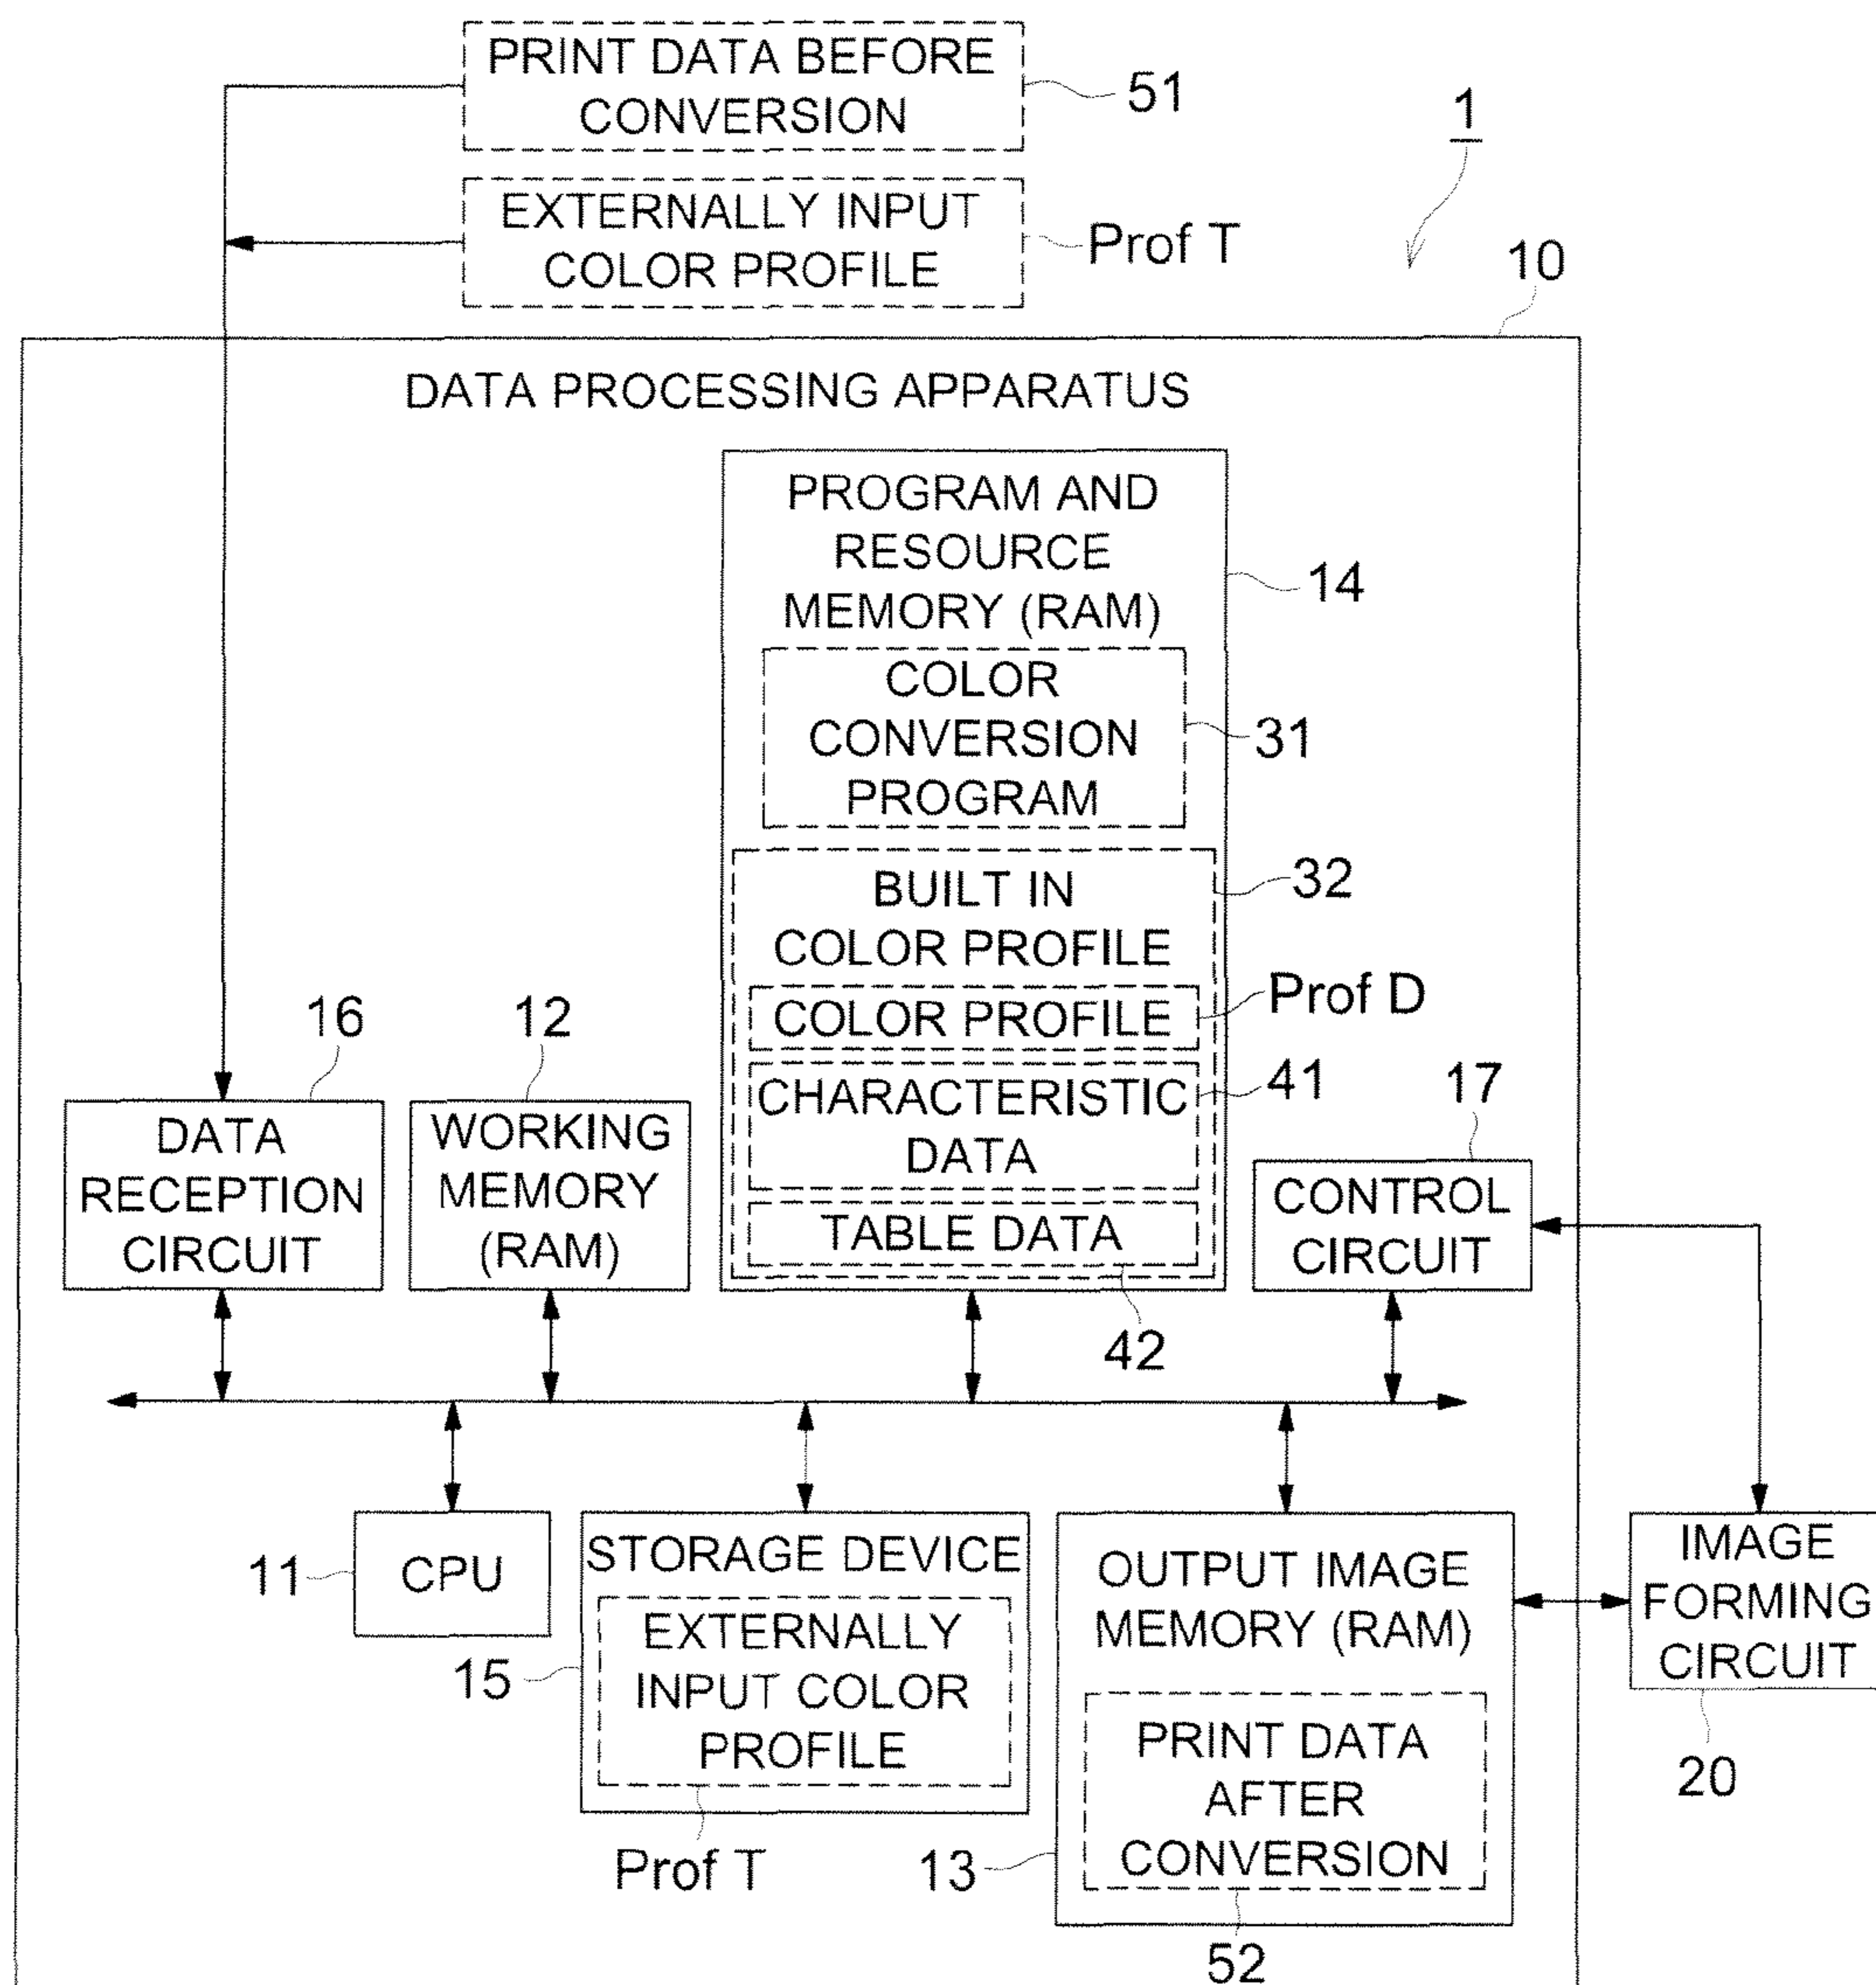 PRINT DATA BEFORE
CONVERSION
51
1
EXTERNALLY INPUT
COLOR PROFILE
Prof T
10
DATA PROCESSING APPARATUS
PROGRAM AND
RESOURCE
MEMORY (RAM)
14
COLOR
CONVERSION
PROGRAM
31
BUILT IN
COLOR PROFILE
32
COLOR PROFILE
Prof D
CHARACTERISTIC
DATA
41
TABLE DATA
42
16
DATA
RECEPTION
CIRCUIT
12
WORKING
MEMORY
(RAM)
17
CONTROL
CIRCUIT
11
CPU
STORAGE DEVICE
EXTERNALLY
INPUT COLOR
PROFILE
15
Prof T
OUTPUT IMAGE
MEMORY (RAM)
PRINT DATA
AFTER
CONVERSION
13
52
IMAGE
FORMING
CIRCUIT
20